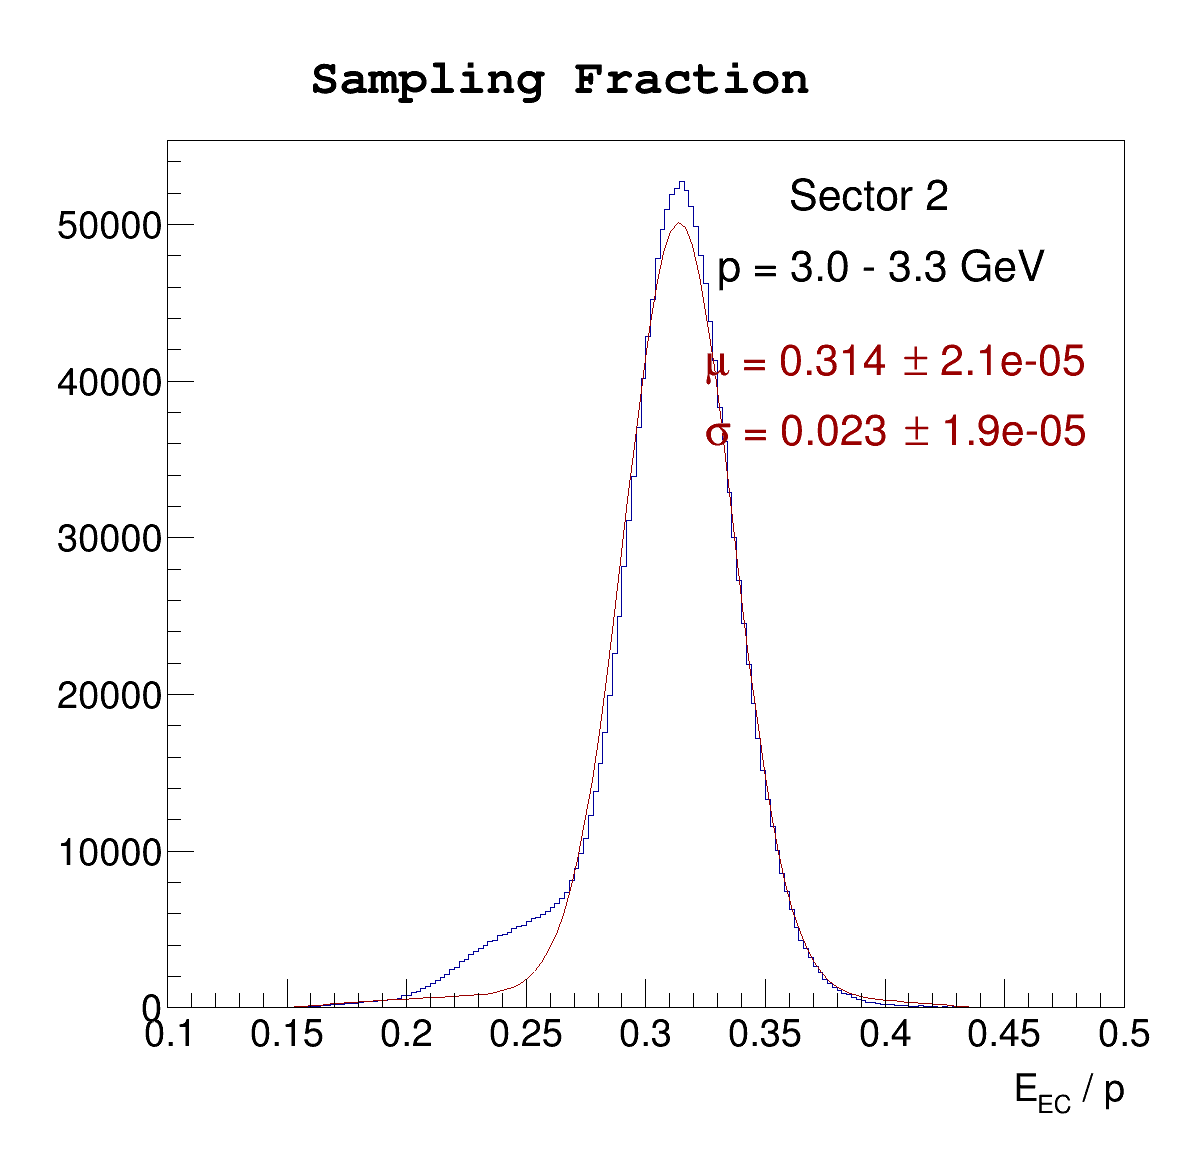 Sampling Fraction
Sector 2
p = 3.0 - 3.3 GeV
μ = 0.314 ± 2.1e-05
σ = 0.023 ± 1.9e-05
50000
40000
30000
20000
10000
0
0.1 0.15 0.2 0.25 0.3 0.35 0.4 0.45 0.5
E_EC / p